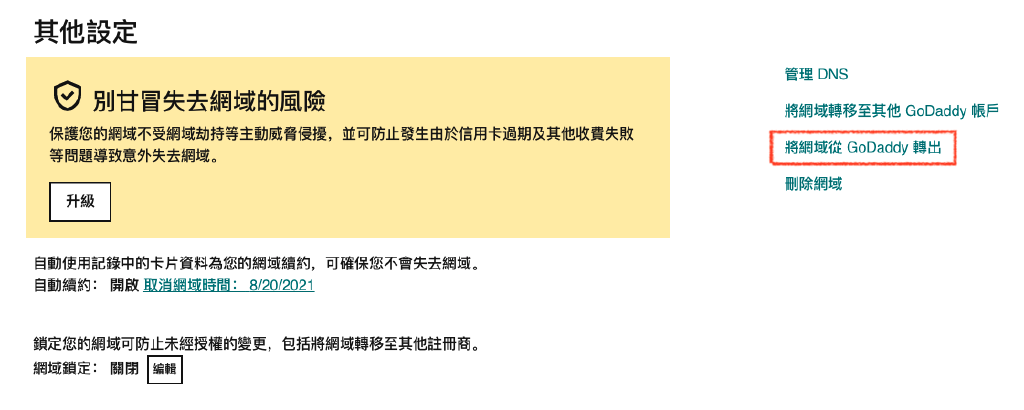 其他設定
別甘冒失去網域的風險
保護您的網域不受網域劫持等主動威脅侵擾，並可防止發生由於信用卡過期及其他收費失敗
等問題導致意外失去網域。
升級
自動使用記錄中的卡片資料為您的網域續約，可確保您不會失去網域。
自動續約： 開啟 取消網域時間： 8/20/2021
鎖定您的網域可防止未經授權的變更，包括將網域轉移至其他註冊商。
網域鎖定： 關閉 編輯
管理 DNS
將網域轉移至其他 GoDaddy 帳戶
將網域從 GoDaddy 轉出
刪除網域